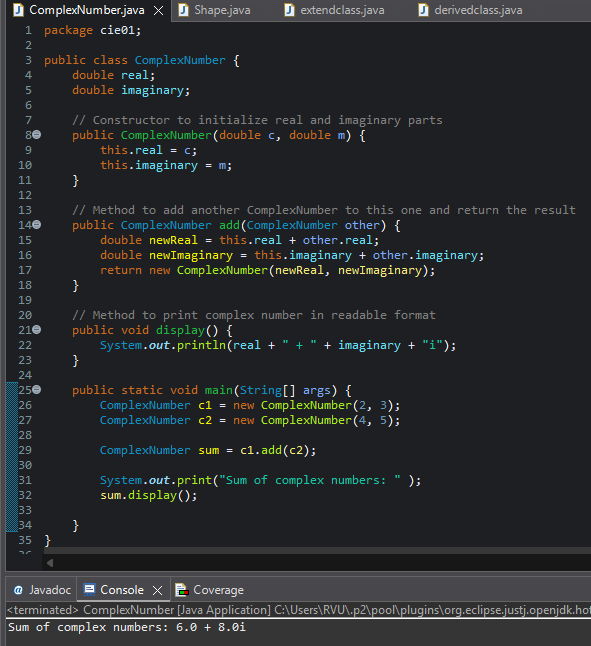 ComplexNumber.java Shape.java extendclass.java derivedclass.java
1 package cie01;
2
3 public class ComplexNumber {
4     double real;
5     double imaginary;
6
7     // Constructor to initialize real and imaginary parts
8     public ComplexNumber(double c, double m) {
9         this.real = c;
10         this.imaginary = m;
11     }
12
13     // Method to add another ComplexNumber to this one and return the result
14     public ComplexNumber add(ComplexNumber other) {
15         double newReal = this.real + other.real;
16         double newImaginary = this.imaginary + other.imaginary;
17         return new ComplexNumber(newReal, newImaginary);
18     }
19
20     // Method to print complex number in readable format
21     public void display() {
22         System.out.println(real + " + " + imaginary + "i");
23     }
24
25     public static void main(String[] args) {
26         ComplexNumber c1 = new ComplexNumber(2, 3);
27         ComplexNumber c2 = new ComplexNumber(4, 5);
28
29         ComplexNumber sum = c1.add(c2);
30
31         System.out.print("Sum of complex numbers: " );
32         sum.display();
33
34     }
35 }
36
Javadoc Console Coverage
<terminated> ComplexNumber [Java Application] C:\Users\RVU\.p2\pool\plugins\org.eclipse.justj.openjdk.hot
Sum of complex numbers: 6.0 + 8.0i